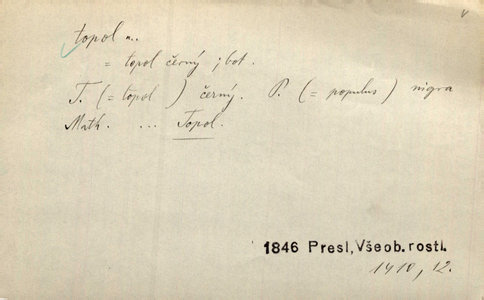 topol m.
= topol černý ; bot.
T. (= topol ) černý. P. (= populus ) nigra
Math. ... Topol.
1846 Presl, Všeob. rostl.
1410, 12.